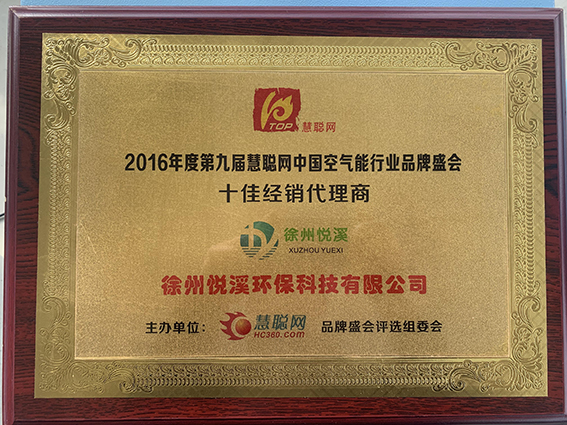 TOP 慧聪网
2016年度第九届慧聪网中国空气能行业品牌盛会
十佳经销代理商
徐州悦溪
XUZHOU YUEXI
徐州悦溪环保科技有限公司
主办单位： 慧聪网 品牌盛会评选组委会
HC360.com